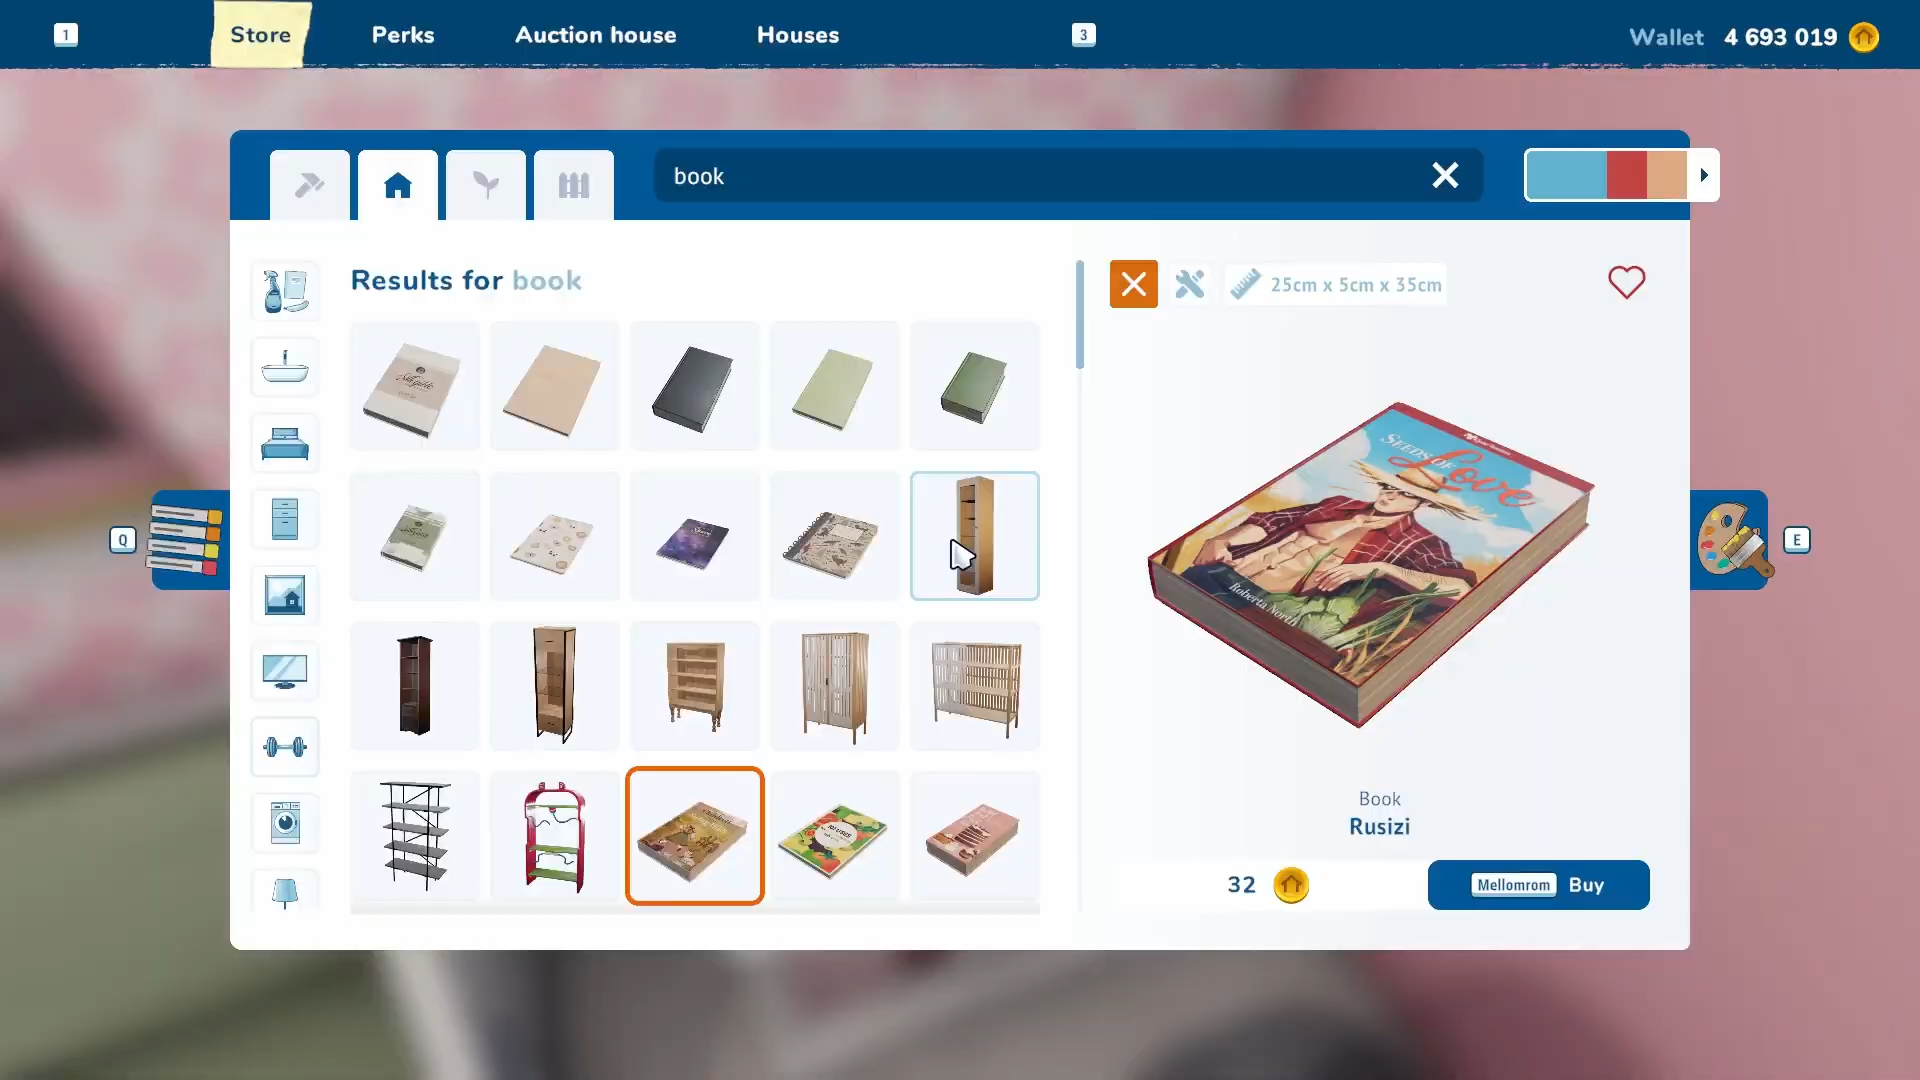 1
Store
Perks
Auction house
Houses
3
Wallet 4 693 019
book
Results for book
25cm x 5cm x 35cm
Q
E
SEEDS OF
Love
Roberta North
Book
Rusizi
32
Mellomrom Buy